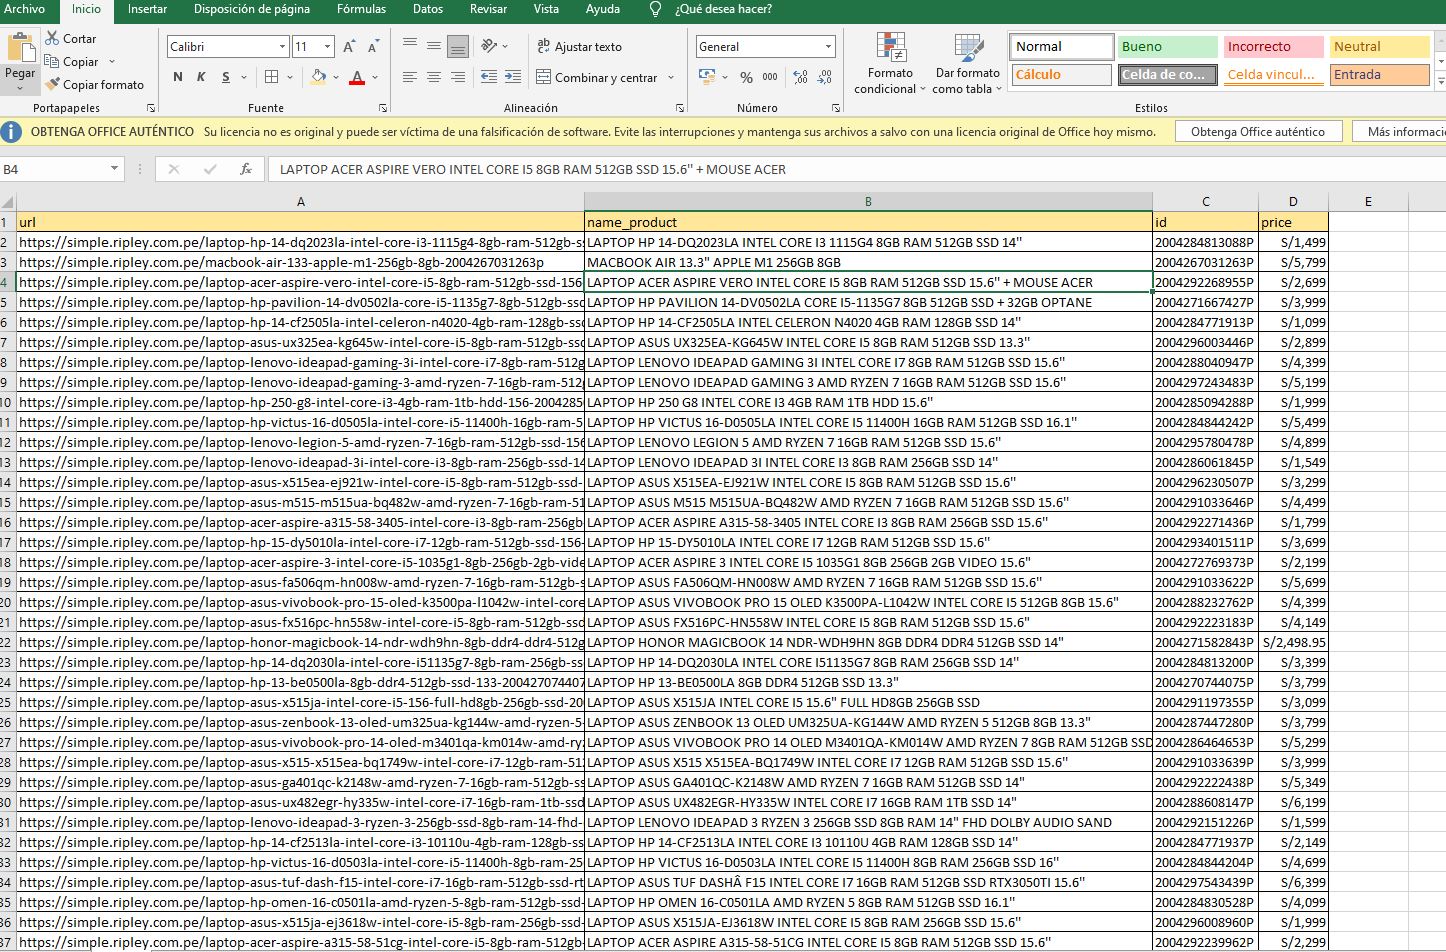 Archivo Inicio Insertar Disposición de página Fórmulas Datos Revisar Vista Ayuda ¿Qué desea hacer?
Pegar Cortar Copiar Copiar formato Portapapeles
Calibri 11 N K S Fuente
Ajustar texto Combinar y centrar Alineación
General % 000 Número
Formato condicional Dar formato como tabla
Normal Bueno Incorrecto Neutral
Cálculo Celda de co... Celda vincul... Entrada
Estilos
OBTENGA OFFICE AUTÉNTICO Su licencia no es original y puede ser víctima de una falsificación de software. Evite las interrupciones y mantenga sus archivos a salvo con una licencia original de Office hoy mismo. Obtenga Office auténtico Más informació
B4 fx LAPTOP ACER ASPIRE VERO INTEL CORE I5 8GB RAM 512GB SSD 15.6" + MOUSE ACER
A B C D E
1 url name_product id price
2 https://simple.ripley.com.pe/laptop-hp-14-dq2023la-intel-core-i3-1115g4-8gb-ram-512gb-s LAPTOP HP 14-DQ2023LA INTEL CORE I3 1115G4 8GB RAM 512GB SSD 14" 2004284813088P S/1,499
3 https://simple.ripley.com.pe/macbook-air-133-apple-m1-256gb-8gb-2004267031263p MACBOOK AIR 13.3" APPLE M1 256GB 8GB 2004267031263P S/5,799
4 https://simple.ripley.com.pe/laptop-acer-aspire-vero-intel-core-i5-8gb-ram-512gb-ssd-156 LAPTOP ACER ASPIRE VERO INTEL CORE I5 8GB RAM 512GB SSD 15.6" + MOUSE ACER 2004292268955P S/2,699
5 https://simple.ripley.com.pe/laptop-hp-pavilion-14-dv0502la-core-i5-1135g7-8gb-512gb-ss LAPTOP HP PAVILION 14-DV0502LA CORE I5-1135G7 8GB 512GB SSD + 32GB OPTANE 2004271667427P S/3,999
6 https://simple.ripley.com.pe/laptop-hp-14-cf2505la-intel-celeron-n4020-4gb-ram-128gb-ss LAPTOP HP 14-CF2505LA INTEL CELERON N4020 4GB RAM 128GB SSD 14" 2004284771913P S/1,099
7 https://simple.ripley.com.pe/laptop-asus-ux325ea-kg645w-intel-core-i5-8gb-ram-512gb-ss LAPTOP ASUS UX325EA-KG645W INTEL CORE I5 8GB RAM 512GB SSD 13.3" 2004296003446P S/2,899
8 https://simple.ripley.com.pe/laptop-lenovo-ideapad-gaming-3i-intel-core-i7-8gb-ram-512g LAPTOP LENOVO IDEAPAD GAMING 3I INTEL CORE I7 8GB RAM 512GB SSD 15.6" 2004288040947P S/4,399
9 https://simple.ripley.com.pe/laptop-lenovo-ideapad-gaming-3-amd-ryzen-7-16gb-ram-512 LAPTOP LENOVO IDEAPAD GAMING 3 AMD RYZEN 7 16GB RAM 512GB SSD 15.6" 2004297243483P S/5,199
10 https://simple.ripley.com.pe/laptop-hp-250-g8-intel-core-i3-4gb-ram-1tb-hdd-156-2004285 LAPTOP HP 250 G8 INTEL CORE I3 4GB RAM 1TB HDD 15.6" 2004285094288P S/1,999
11 https://simple.ripley.com.pe/laptop-hp-victus-16-d0505la-intel-core-i5-11400h-16gb-ram-5 LAPTOP HP VICTUS 16-D0505LA INTEL CORE I5 11400H 16GB RAM 512GB SSD 16.1" 2004284844242P S/5,499
12 https://simple.ripley.com.pe/laptop-lenovo-legion-5-amd-ryzen-7-16gb-ram-512gb-ssd-156 LAPTOP LENOVO LEGION 5 AMD RYZEN 7 16GB RAM 512GB SSD 15.6" 2004295780478P S/4,899
13 https://simple.ripley.com.pe/laptop-lenovo-ideapad-3i-intel-core-i3-8gb-ram-256gb-ssd-14 LAPTOP LENOVO IDEAPAD 3I INTEL CORE I3 8GB RAM 256GB SSD 14" 2004286061845P S/1,549
14 https://simple.ripley.com.pe/laptop-asus-x515ea-ej921w-intel-core-i5-8gb-ram-512gb-ssd- LAPTOP ASUS X515EA-EJ921W INTEL CORE I5 8GB RAM 512GB SSD 15.6" 2004296230507P S/3,299
15 https://simple.ripley.com.pe/laptop-asus-m515-m515ua-bq482w-amd-ryzen-7-16gb-ram-51 LAPTOP ASUS M515 M515UA-BQ482W AMD RYZEN 7 16GB RAM 512GB SSD 15.6" 2004291033646P S/4,499
16 https://simple.ripley.com.pe/laptop-acer-aspire-a315-58-3405-intel-core-i3-8gb-ram-256gb LAPTOP ACER ASPIRE A315-58-3405 INTEL CORE I3 8GB RAM 256GB SSD 15.6" 2004292271436P S/1,799
17 https://simple.ripley.com.pe/laptop-hp-15-dy5010la-intel-core-i7-12gb-ram-512gb-ssd-156- LAPTOP HP 15-DY5010LA INTEL CORE I7 12GB RAM 512GB SSD 15.6" 2004293401511P S/3,699
18 https://simple.ripley.com.pe/laptop-acer-aspire-3-intel-core-i5-1035g1-8gb-256gb-2gb-vide LAPTOP ACER ASPIRE 3 INTEL CORE I5 1035G1 8GB 256GB 2GB VIDEO 15.6" 2004272769373P S/2,199
19 https://simple.ripley.com.pe/laptop-asus-fa506qm-hn008w-amd-ryzen-7-16gb-ram-512gb-s LAPTOP ASUS FA506QM-HN008W AMD RYZEN 7 16GB RAM 512GB SSD 15.6" 2004291033622P S/5,699
20 https://simple.ripley.com.pe/laptop-asus-vivobook-pro-15-oled-k3500pa-l1042w-intel-core LAPTOP ASUS VIVOBOOK PRO 15 OLED K3500PA-L1042W INTEL CORE I5 512GB 8GB 15.6" 2004288232762P S/4,399
21 https://simple.ripley.com.pe/laptop-asus-fx516pc-hn558w-intel-core-i5-8gb-ram-512gb-ssd LAPTOP ASUS FX516PC-HN558W INTEL CORE I5 8GB RAM 512GB SSD 15.6" 2004292223183P S/4,149
22 https://simple.ripley.com.pe/laptop-honor-magicbook-14-ndr-wdh9hn-8gb-ddr4-ddr4-512g LAPTOP HONOR MAGICBOOK 14 NDR-WDH9HN 8GB DDR4 DDR4 512GB SSD 14" 2004271582843P S/2,498.95
23 https://simple.ripley.com.pe/laptop-hp-14-dq2030la-intel-core-i51135g7-8gb-ram-256gb-ss LAPTOP HP 14-DQ2030LA INTEL CORE I51135G7 8GB RAM 256GB SSD 14" 2004284813200P S/3,399
24 https://simple.ripley.com.pe/laptop-hp-13-be0500la-8gb-ddr4-512gb-ssd-133-200427074407 LAPTOP HP 13-BE0500LA 8GB DDR4 512GB SSD 13.3" 2004270744075P S/3,799
25 https://simple.ripley.com.pe/laptop-asus-x515ja-intel-core-i5-156-full-hd8gb-256gb-ssd-20 LAPTOP ASUS X515JA INTEL CORE I5 15.6" FULL HD8GB 256GB SSD 2004291197355P S/3,099
26 https://simple.ripley.com.pe/laptop-asus-zenbook-13-oled-um325ua-kg144w-amd-ryzen-5- LAPTOP ASUS ZENBOOK 13 OLED UM325UA-KG144W AMD RYZEN 5 512GB 8GB 13.3" 2004287447280P S/3,799
27 https://simple.ripley.com.pe/laptop-asus-vivobook-pro-14-oled-m3401qa-km014w-amd-ry LAPTOP ASUS VIVOBOOK PRO 14 OLED M3401QA-KM014W AMD RYZEN 7 8GB RAM 512GB SSD 2004286464653P S/5,299
28 https://simple.ripley.com.pe/laptop-asus-x515-x515ea-bq1749w-intel-core-i7-12gb-ram-51 LAPTOP ASUS X515 X515EA-BQ1749W INTEL CORE I7 12GB RAM 512GB SSD 15.6" 2004291033639P S/3,999
29 https://simple.ripley.com.pe/laptop-asus-ga401qc-k2148w-amd-ryzen-7-16gb-ram-512gb-ss LAPTOP ASUS GA401QC-K2148W AMD RYZEN 7 16GB RAM 512GB SSD 14" 2004292222438P S/5,349
30 https://simple.ripley.com.pe/laptop-asus-ux482egr-hy335w-intel-core-i7-16gb-ram-1tb-ssd LAPTOP ASUS UX482EGR-HY335W INTEL CORE I7 16GB RAM 1TB SSD 14" 2004288608147P S/6,199
31 https://simple.ripley.com.pe/laptop-lenovo-ideapad-3-ryzen-3-256gb-ssd-8gb-ram-14-fhd- LAPTOP LENOVO IDEAPAD 3 RYZEN 3 256GB SSD 8GB RAM 14" FHD DOLBY AUDIO SAND 2004292151226P S/1,599
32 https://simple.ripley.com.pe/laptop-hp-14-cf2513la-intel-core-i3-10110u-4gb-ram-128gb-ss LAPTOP HP 14-CF2513LA INTEL CORE I3 10110U 4GB RAM 128GB SSD 14" 2004284771937P S/2,149
33 https://simple.ripley.com.pe/laptop-hp-victus-16-d0503la-intel-core-i5-11400h-8gb-ram-25 LAPTOP HP VICTUS 16-D0503LA INTEL CORE I5 11400H 8GB RAM 256GB SSD 16" 2004284844204P S/4,699
34 https://simple.ripley.com.pe/laptop-asus-tuf-dash-f15-intel-core-i7-16gb-ram-512gb-ssd-rt LAPTOP ASUS TUF DASHÂ F15 INTEL CORE I7 16GB RAM 512GB SSD RTX3050TI 15.6" 2004297543439P S/6,399
35 https://simple.ripley.com.pe/laptop-hp-omen-16-c0501la-amd-ryzen-5-8gb-ram-512gb-ssd- LAPTOP HP OMEN 16-C0501LA AMD RYZEN 5 8GB RAM 512GB SSD 16.1" 2004284830528P S/4,099
36 https://simple.ripley.com.pe/laptop-asus-x515ja-ej3618w-intel-core-i5-8gb-ram-256gb-ssd- LAPTOP ASUS X515JA-EJ3618W INTEL CORE I5 8GB RAM 256GB SSD 15.6" 2004296008960P S/1,999
37 https://simple.ripley.com.pe/laptop-acer-aspire-a315-58-51cg-intel-core-i5-8gb-ram-512gb LAPTOP ACER ASPIRE A315-58-51CG INTEL CORE I5 8GB RAM 512GB SSD 15.6" 2004292239962P S/2,299